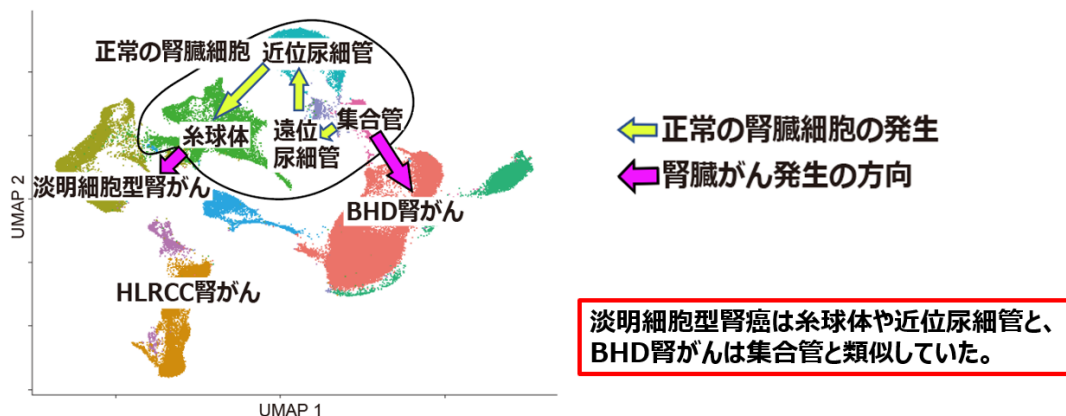 正常の腎臓細胞
近位尿細管
糸球体
遠位
尿細管
集合管
淡明細胞型腎がん
BHD腎がん
HLRCC腎がん
UMAP 2
UMAP 1
正常の腎臓細胞の発生
腎臓がん発生の方向
淡明細胞型腎癌は糸球体や近位尿細管と、
BHD腎がんは集合管と類似していた。